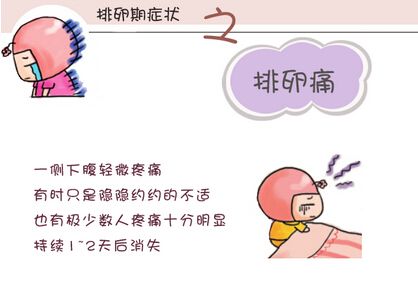 排卵期症状
之
排卵痛
一侧下腹轻微疼痛
有时只是隐隐约约的不适
也有极少数人疼痛十分明显
持续1~2天后消失